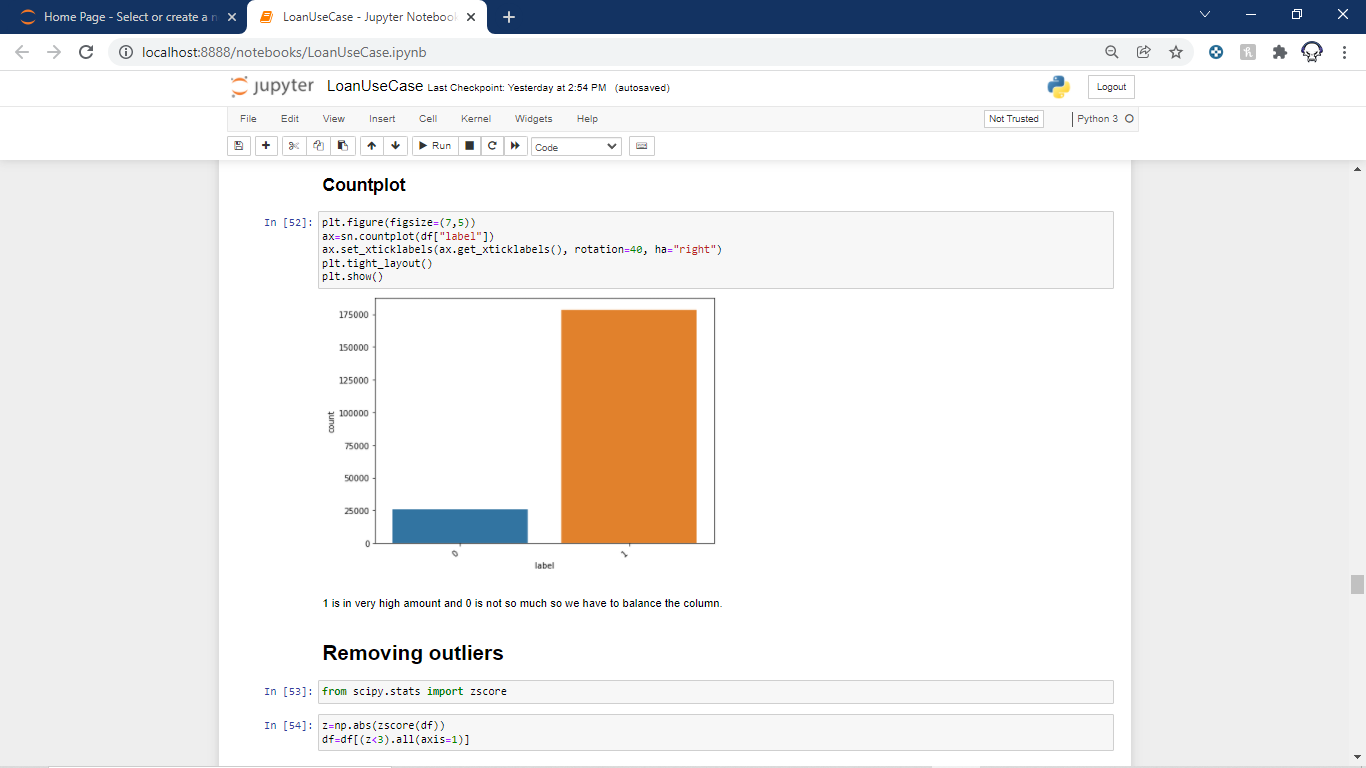 Home Page - Select or create a n
LoanUseCase - Jupyter Notebook
localhost:8888/notebooks/LoanUseCase.ipynb
jupyter LoanUseCase Last Checkpoint: Yesterday at 2:54 PM (autosaved)
Logout
File Edit View Insert Cell Kernel Widgets Help
Not Trusted
Python 3
Run
Code
Countplot
In [52]:
plt.figure(figsize=(7,5))
ax=sn.countplot(df["label"])
ax.set_xticklabels(ax.get_xticklabels(), rotation=40, ha="right")
plt.tight_layout()
plt.show()
175000
150000
125000
100000
75000
50000
25000
0
count
0
1
label
1 is in very high amount and 0 is not so much so we have to balance the column.
Removing outliers
In [53]:
from scipy.stats import zscore
In [54]:
z=np.abs(zscore(df))
df=df[(z<3).all(axis=1)]